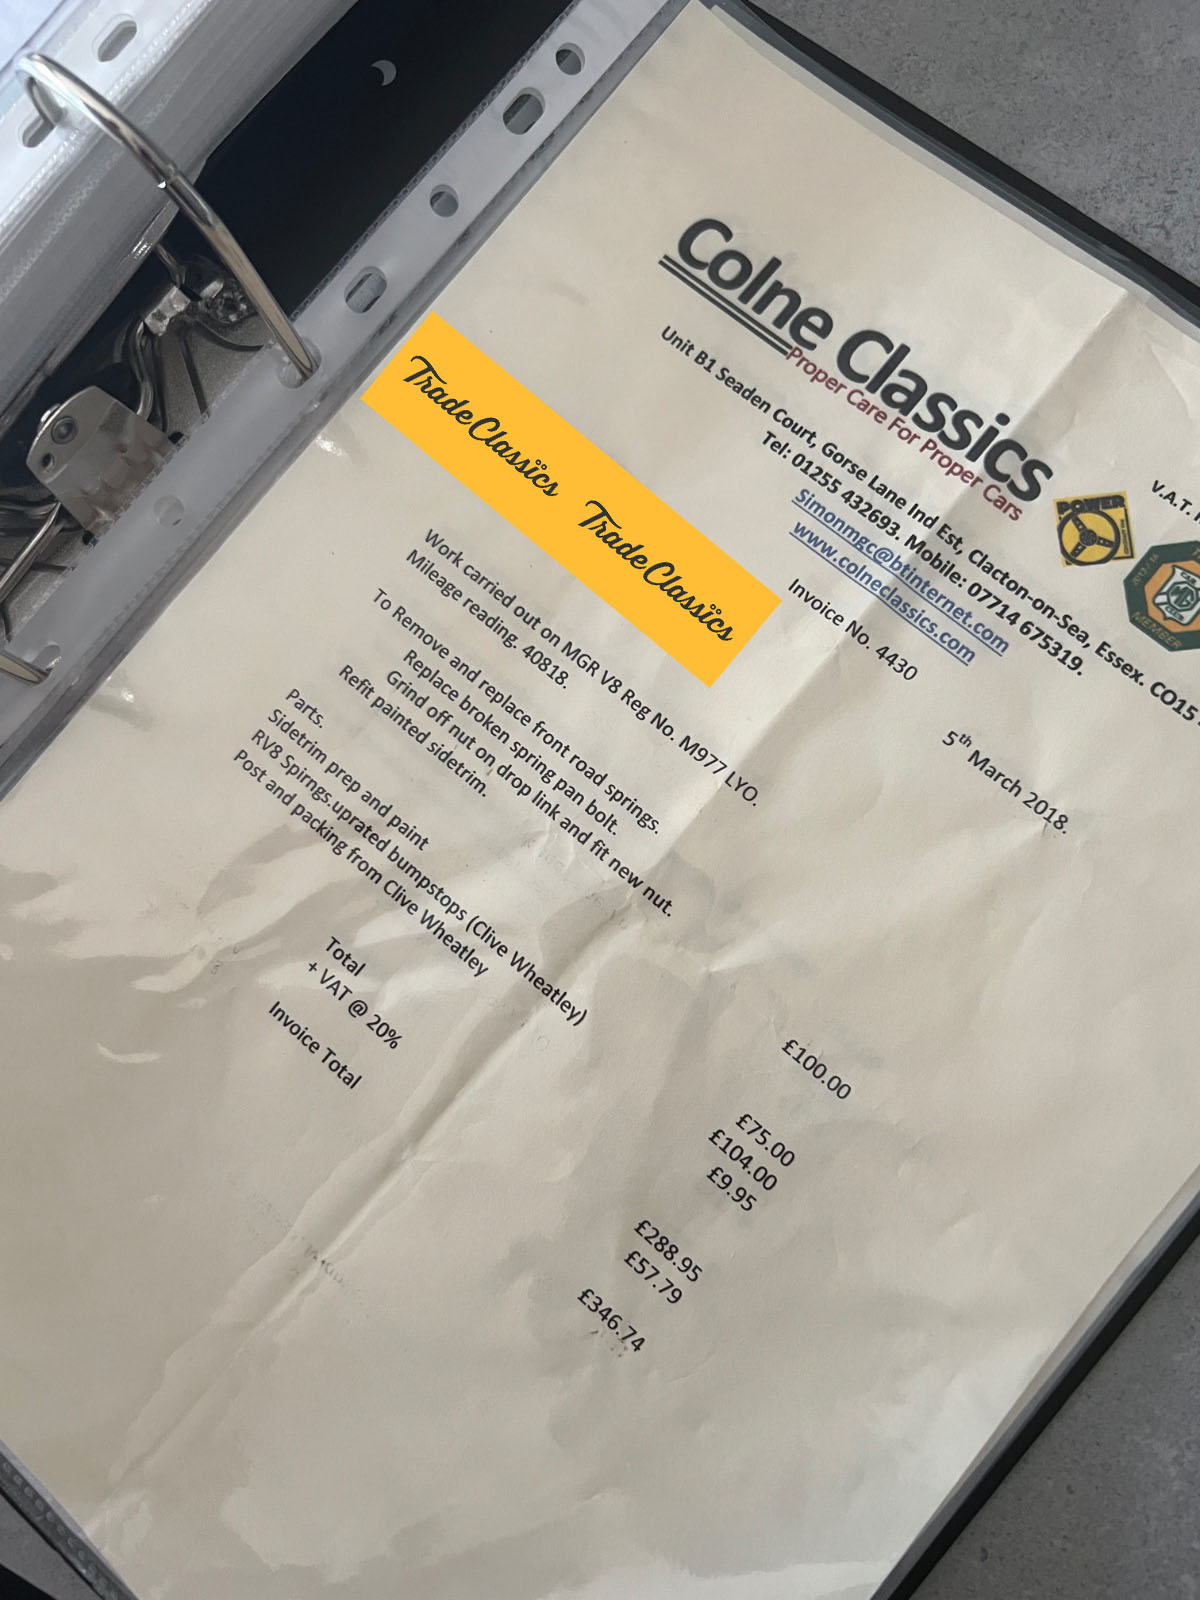 Colne Classics
Proper Care For Proper Cars
Unit B1 Seaden Court, Gorse Lane Ind Est, Clacton-on-Sea, Essex. CO15
Tel: 01255 432693. Mobile: 07714 675319.
Simonmgc@btinternet.com
www.colneclassics.com
V.A.T.
POWER
2013 / 14
MG
MEMBER
TradeClassics TradeClassics
Invoice No. 4430
5th March 2018.
Work carried out on MGR V8 Reg No. M977 LYO.
Mileage reading. 40818.
To Remove and replace front road springs.
Replace broken spring pan bolt.
Grind off nut on drop link and fit new nut.
Refit painted sidetrim.
£100.00
Parts.
Sidetrim prep and paint £75.00
RV8 Spirngs.uprated bumpstops (Clive Wheatley) £104.00
Post and packing from Clive Wheatley £9.95
Total £288.95
+ VAT @ 20% £57.79
Invoice Total £346.74